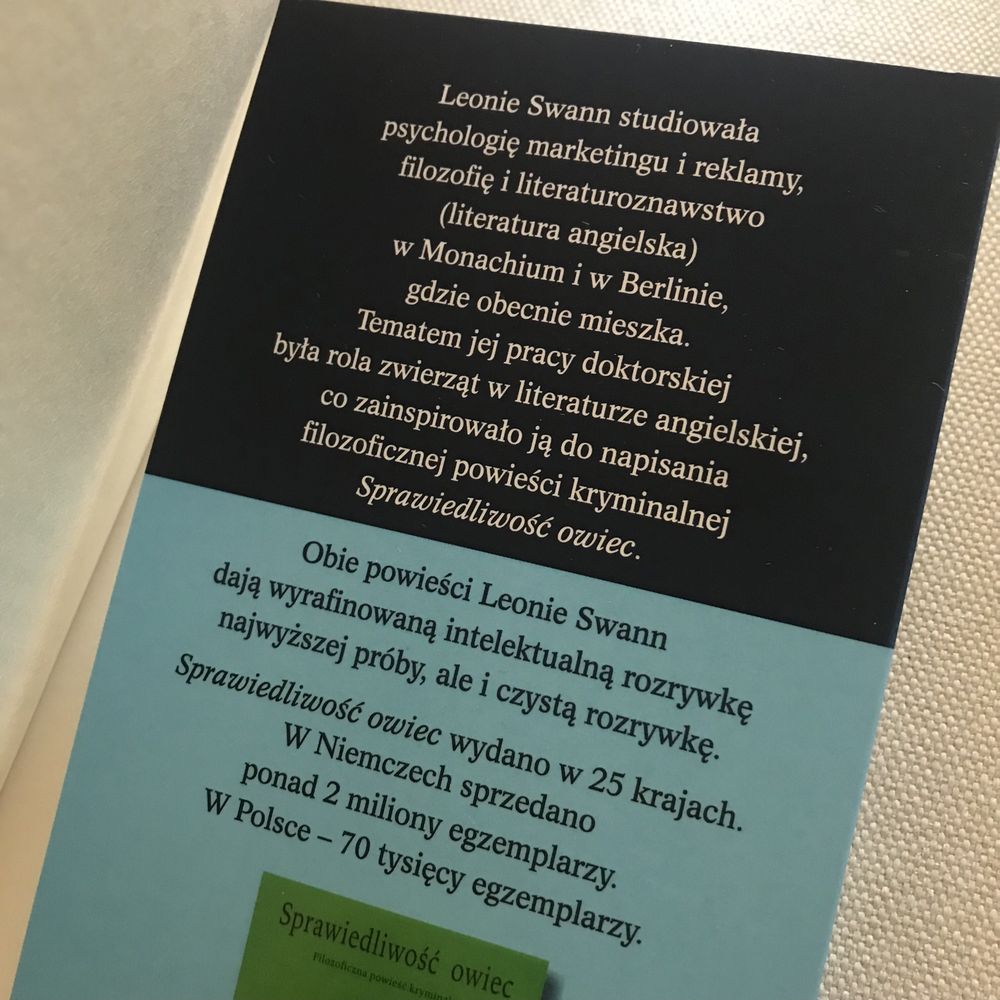 Leonie Swann studiowała
psychologię marketingu i reklamy,
filozofię i literaturoznawstwo
(literatura angielska)
w Monachium i w Berlinie,
gdzie obecnie mieszka.
Tematem jej pracy doktorskiej
była rola zwierząt w literaturze angielskiej,
co zainspirowało ją do napisania
filozoficznej powieści kryminalnej
Sprawiedliwość owiec.
Obie powieści Leonie Swann
dają wyrafinowaną intelektualną rozrywkę
najwyższej próby, ale i czystą rozrywkę.
Sprawiedliwość owiec wydano w 25 krajach.
W Niemczech sprzedano
ponad 2 miliony egzemplarzy.
W Polsce – 70 tysięcy egzemplarzy.
Sprawiedliwość owiec
Filozoficzna powieść